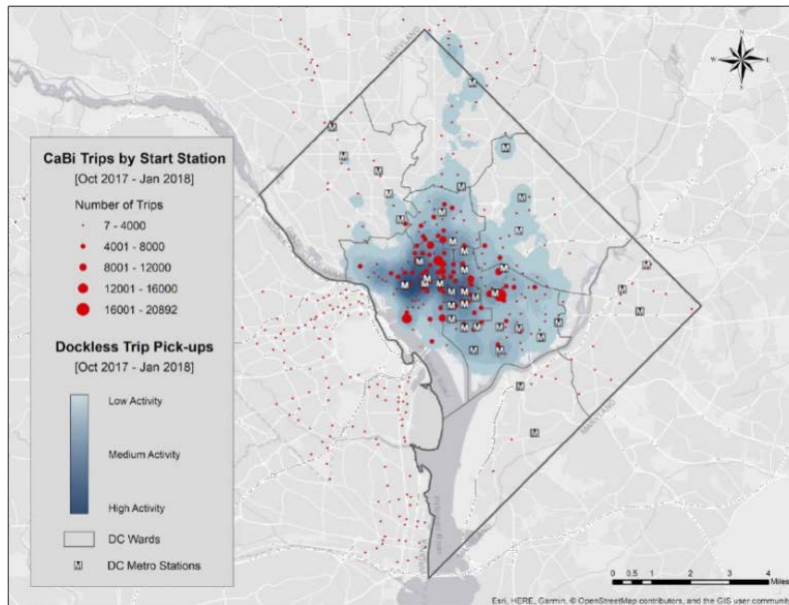 MARYLAND
N
W
E
S
CaBi Trips by Start Station
[Oct 2017 - Jan 2018]
Number of Trips
7 - 4000
4001 - 8000
8001 - 12000
12001 - 16000
16001 - 20892
Dockless Trip Pick-ups
[Oct 2017 - Jan 2018]
Low Activity
Medium Activity
High Activity
DC Wards
M DC Metro Stations
MARYLAND
0 0.5 1 2 3 4
Miles
Esri, HERE, Garmin, © OpenStreetMap contributors, and the GIS user community